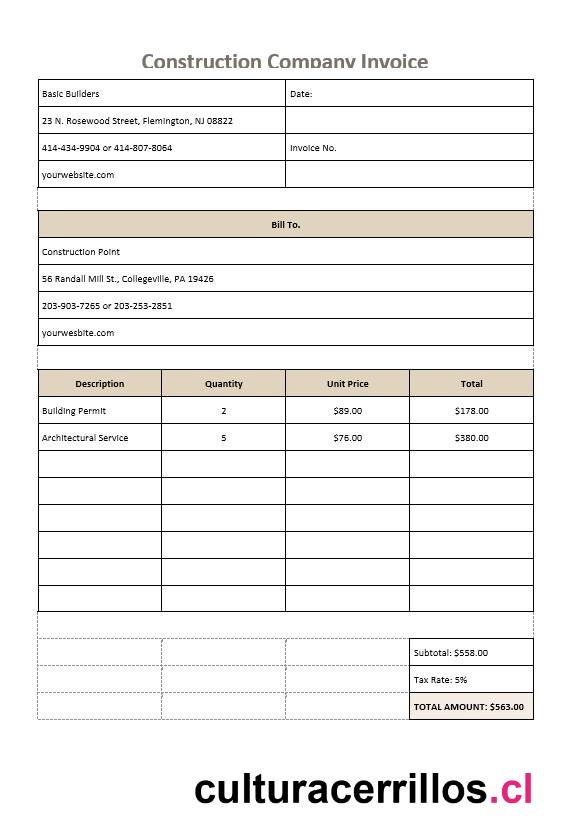 Construction Company Invoice
Basic Builders Date:
23 N. Rosewood Street, Flemington, NJ 08822
414-434-9904 or 414-807-8064 Invoice No.
yourwebsite.com
Bill To.
Construction Point
56 Randall Mill St., Collegeville, PA 19426
203-903-7265 or 203-253-2851
yourwesbite.com
Description Quantity Unit Price Total
Building Permit 2 $89.00 $178.00
Architectural Service 5 $76.00 $380.00
Subtotal: $558.00
Tax Rate: 5%
TOTAL AMOUNT: $563.00
culturacerrillos.cl